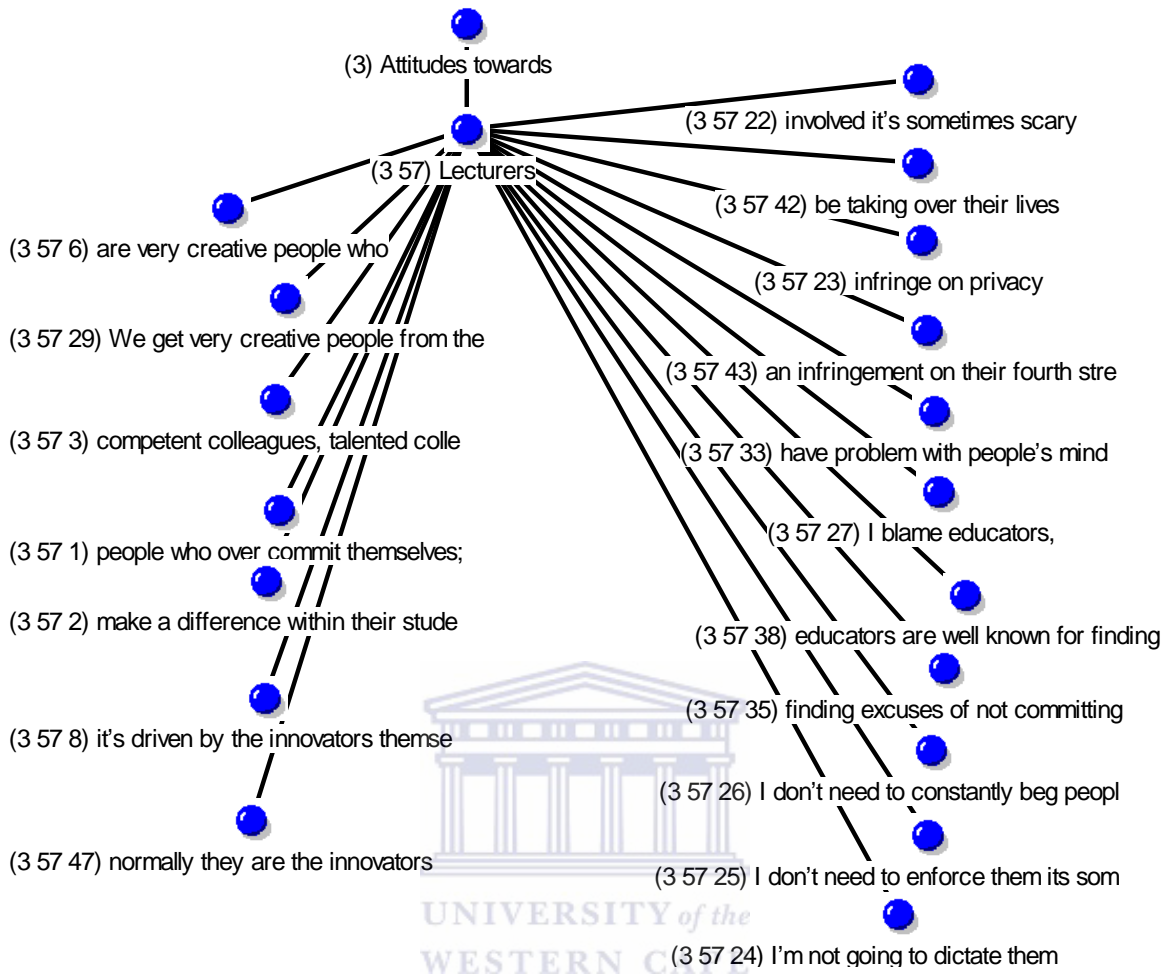 (3) Attitudes towards
(3 57) Lecturers
(3 57 6) are very creative people who
(3 57 29) We get very creative people from the
(3 57 3) competent colleagues, talented colle
(3 57 1) people who over commit themselves;
(3 57 2) make a difference within their stude
(3 57 8) it's driven by the innovators themse
(3 57 47) normally they are the innovators
(3 57 22) involved it's sometimes scary
(3 57 42) be taking over their lives
(3 57 23) infringe on privacy
(3 57 43) an infringement on their fourth stre
(3 57 33) have problem with people's mind
(3 57 27) I blame educators,
(3 57 38) educators are well known for finding
(3 57 35) finding excuses of not committing
(3 57 26) I don't need to constantly beg peopl
(3 57 25) I don't need to enforce them its som
(3 57 24) I'm not going to dictate them
UNIVERSITY of the
WESTERN CAPE